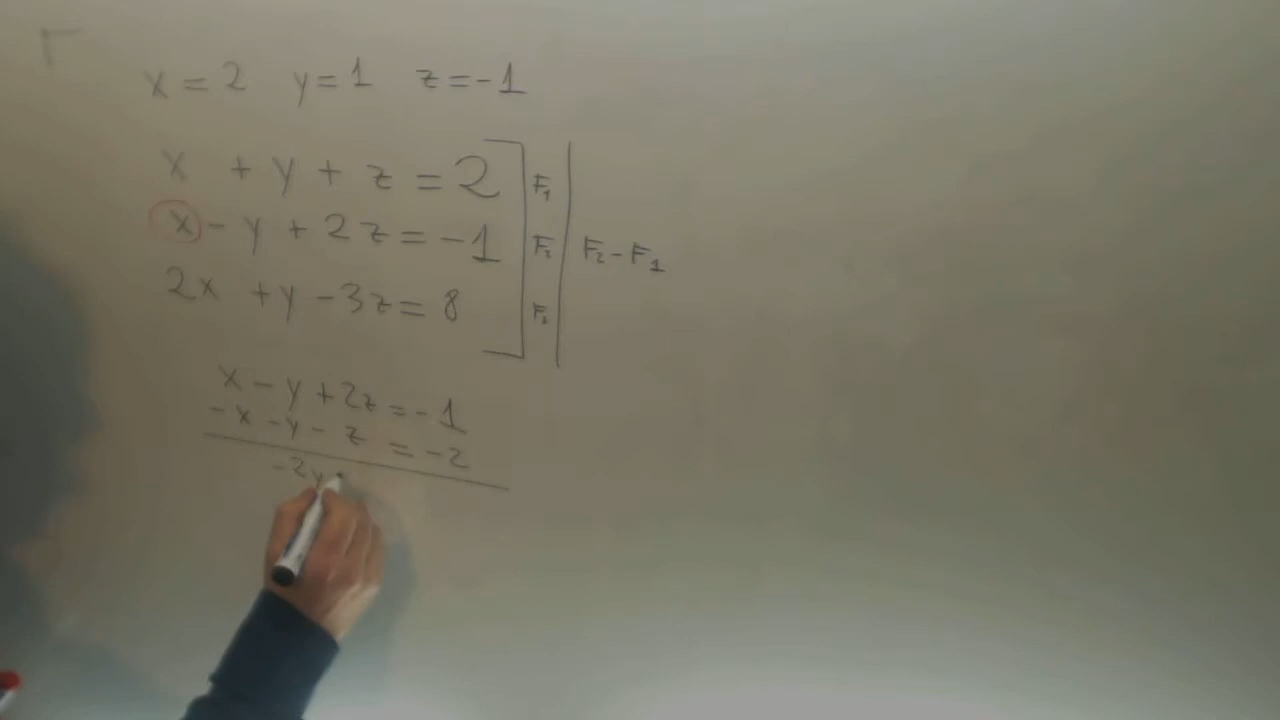 x = 2 y = 1 z = -1
x + y + z = 2 F1
x - y + 2z = -1 F2 F2 - F1
2x + y - 3z = 8 F3
x - y + 2z = -1
-x - y - z = -2
-2y